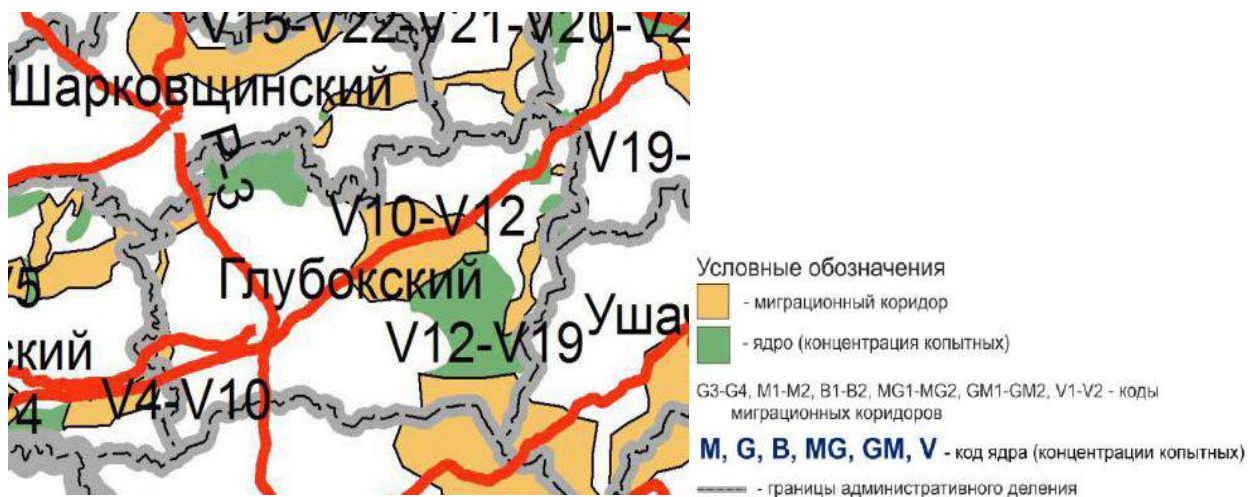 V15-V22-V21-V20-V2
Шарковщинский
P-3
V19-
V10-V12
Глубокский
V12-V19
Ушач
ский
V4-V10
Условные обозначения
- миграционный коридор
- ядро (концентрация копытных)
G3-G4, M1-M2, B1-B2, MG1-MG2, GM1-GM2, V1-V2 - коды
миграционных коридоров
M, G, B, MG, GM, V - код ядра (концентрации копытных)
- границы административного деления